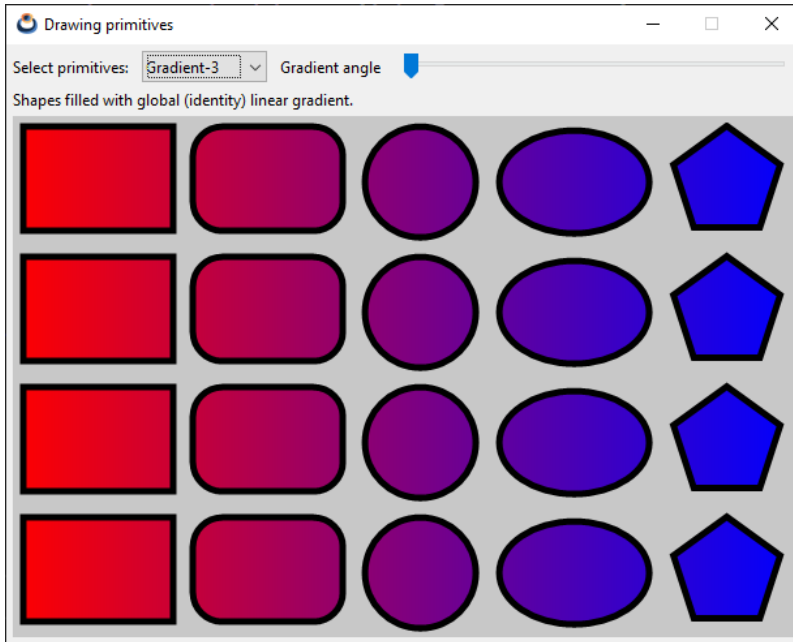 Drawing primitives
Select primitives: Gradient-3 Gradient angle
Shapes filled with global (identity) linear gradient.